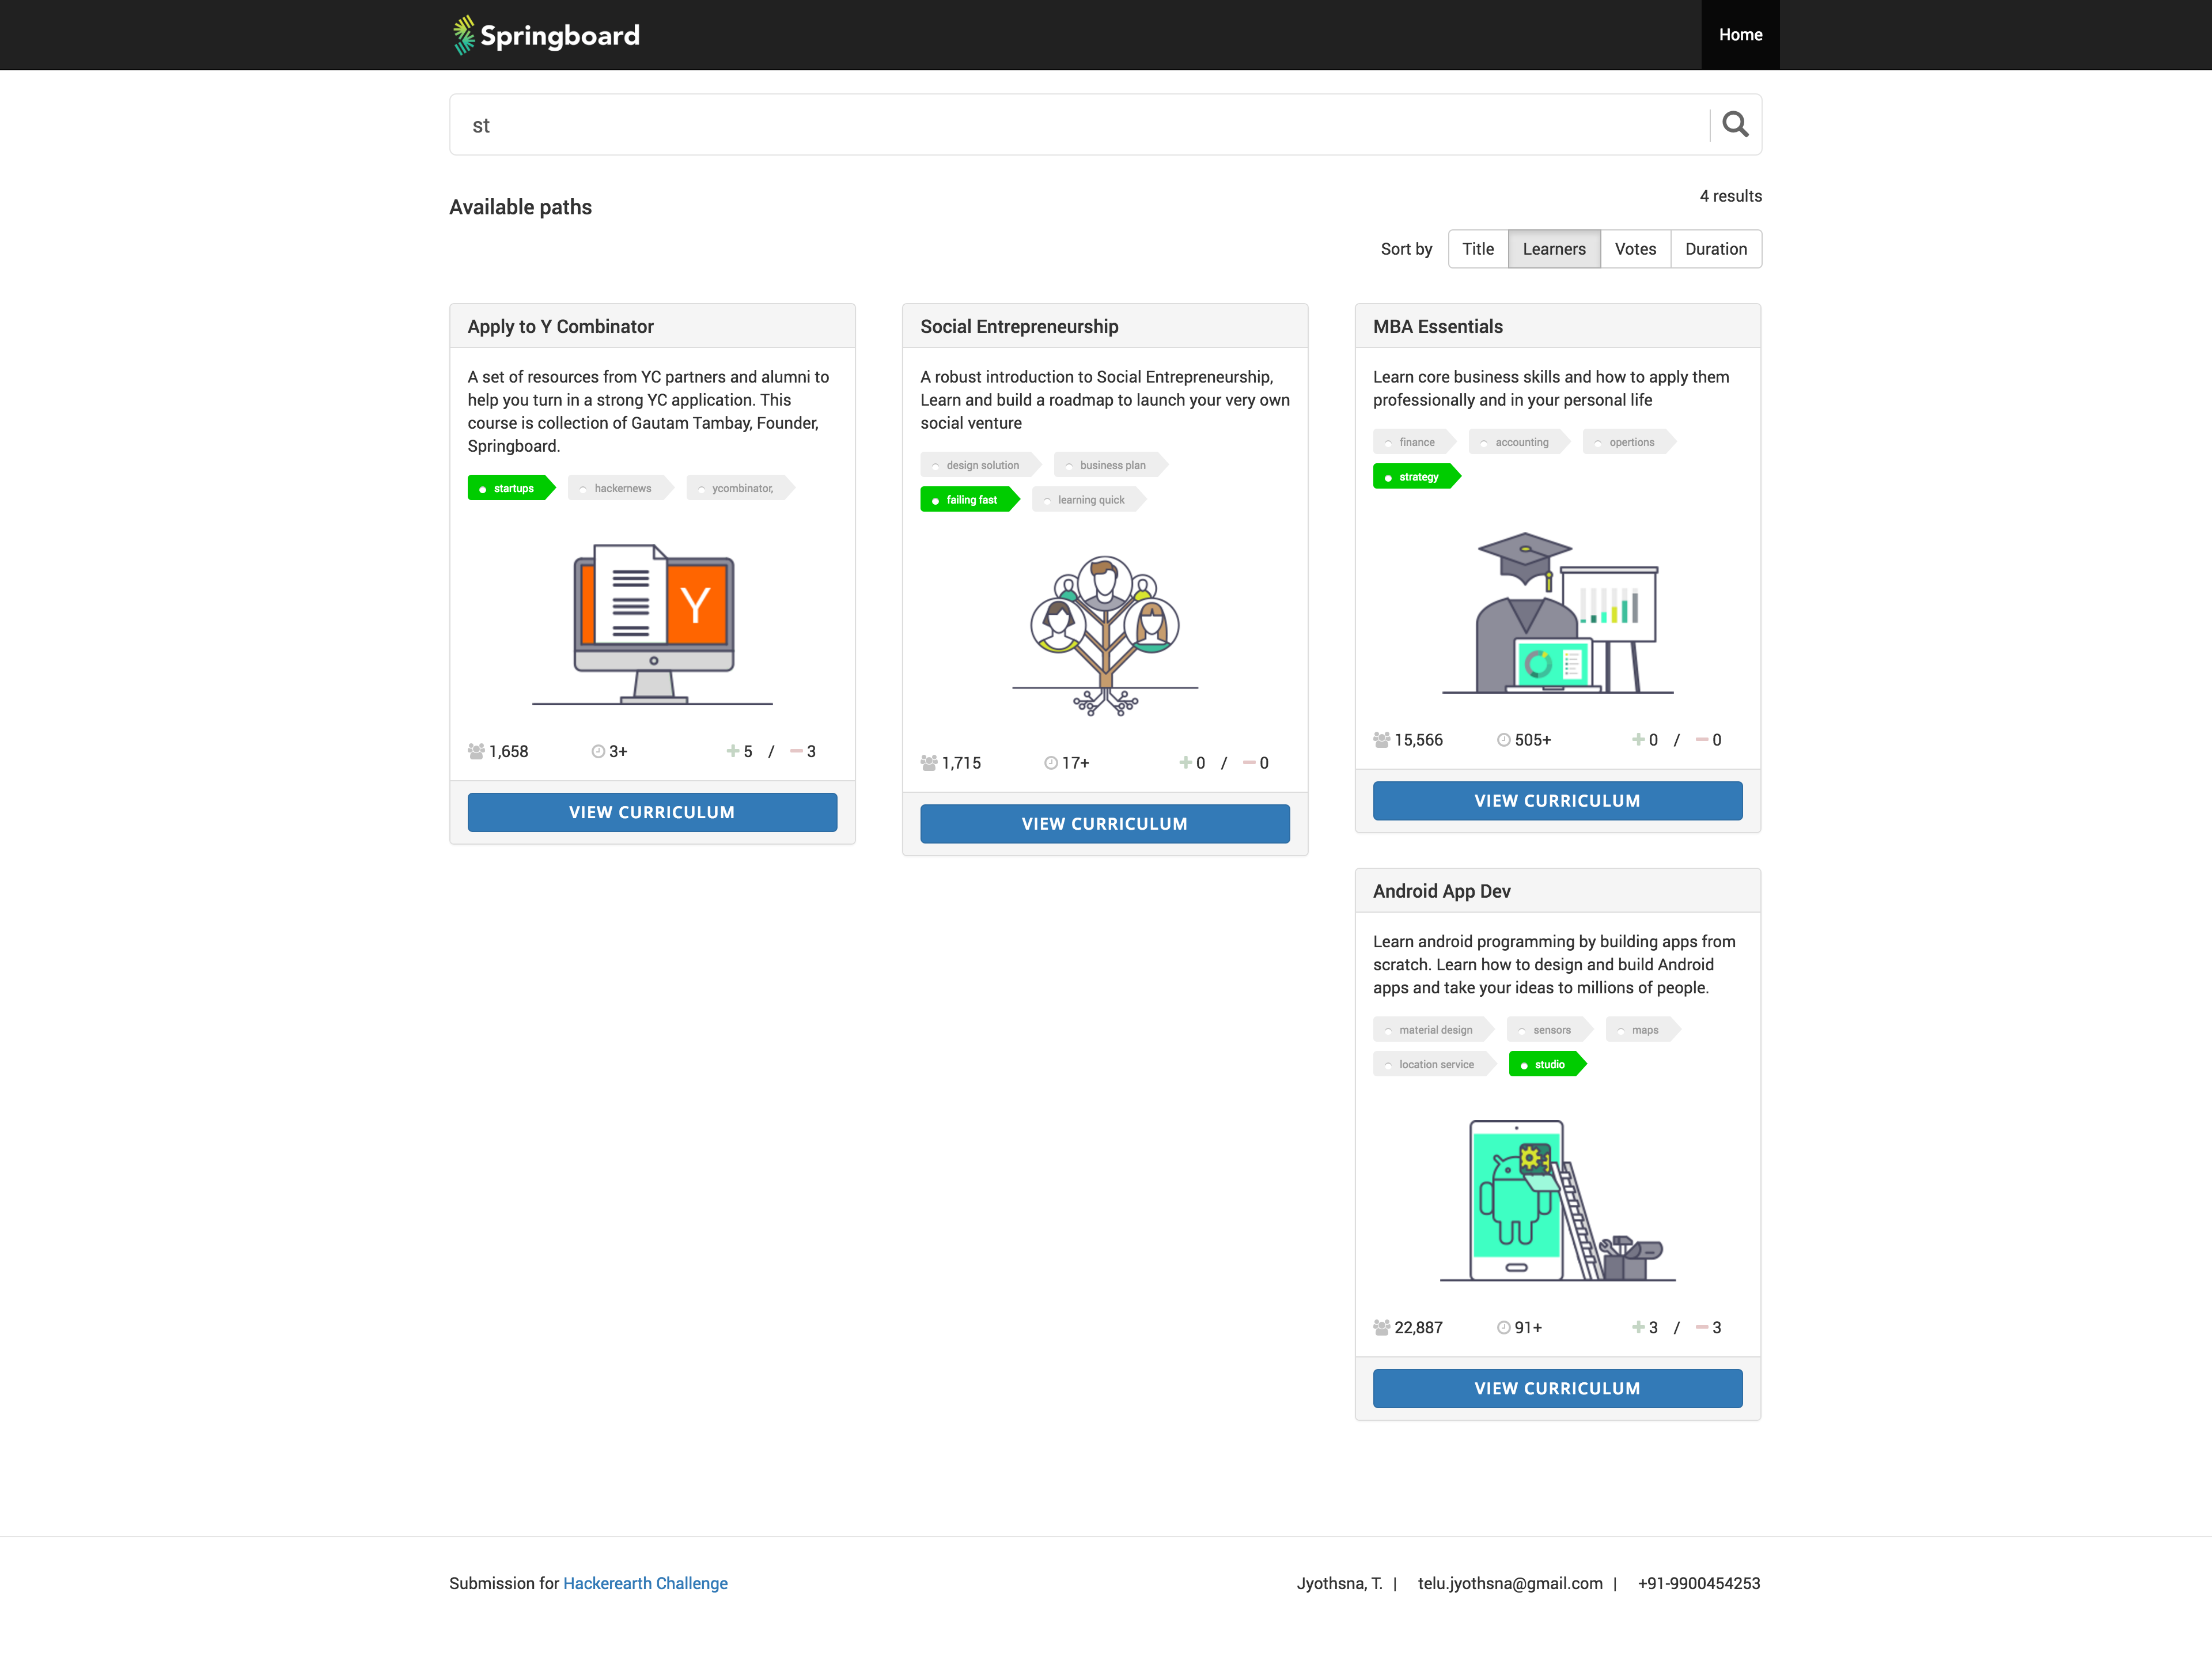 Springboard
Home
st
Available paths
4 results
Sort by
Title
Learners
Votes
Duration
Apply to Y Combinator
A set of resources from YC partners and alumni to
help you turn in a strong YC application. This
course is collection of Gautam Tambay, Founder,
Springboard.
startups
hackernews
ycombinator,
Y
1,658
3+
5 / 3
VIEW CURRICULUM
Social Entrepreneurship
A robust introduction to Social Entrepreneurship,
Learn and build a roadmap to launch your very own
social venture
design solution
business plan
failing fast
learning quick
1,715
17+
0 / 0
VIEW CURRICULUM
MBA Essentials
Learn core business skills and how to apply them
professionally and in your personal life
finance
accounting
opertions
strategy
15,566
505+
0 / 0
VIEW CURRICULUM
Android App Dev
Learn android programming by building apps from
scratch. Learn how to design and build Android
apps and take your ideas to millions of people.
material design
sensors
maps
location service
studio
22,887
91+
3 / 3
VIEW CURRICULUM
Submission for Hackerearth Challenge
Jyothsna, T. | telu.jyothsna@gmail.com | +91-9900454253